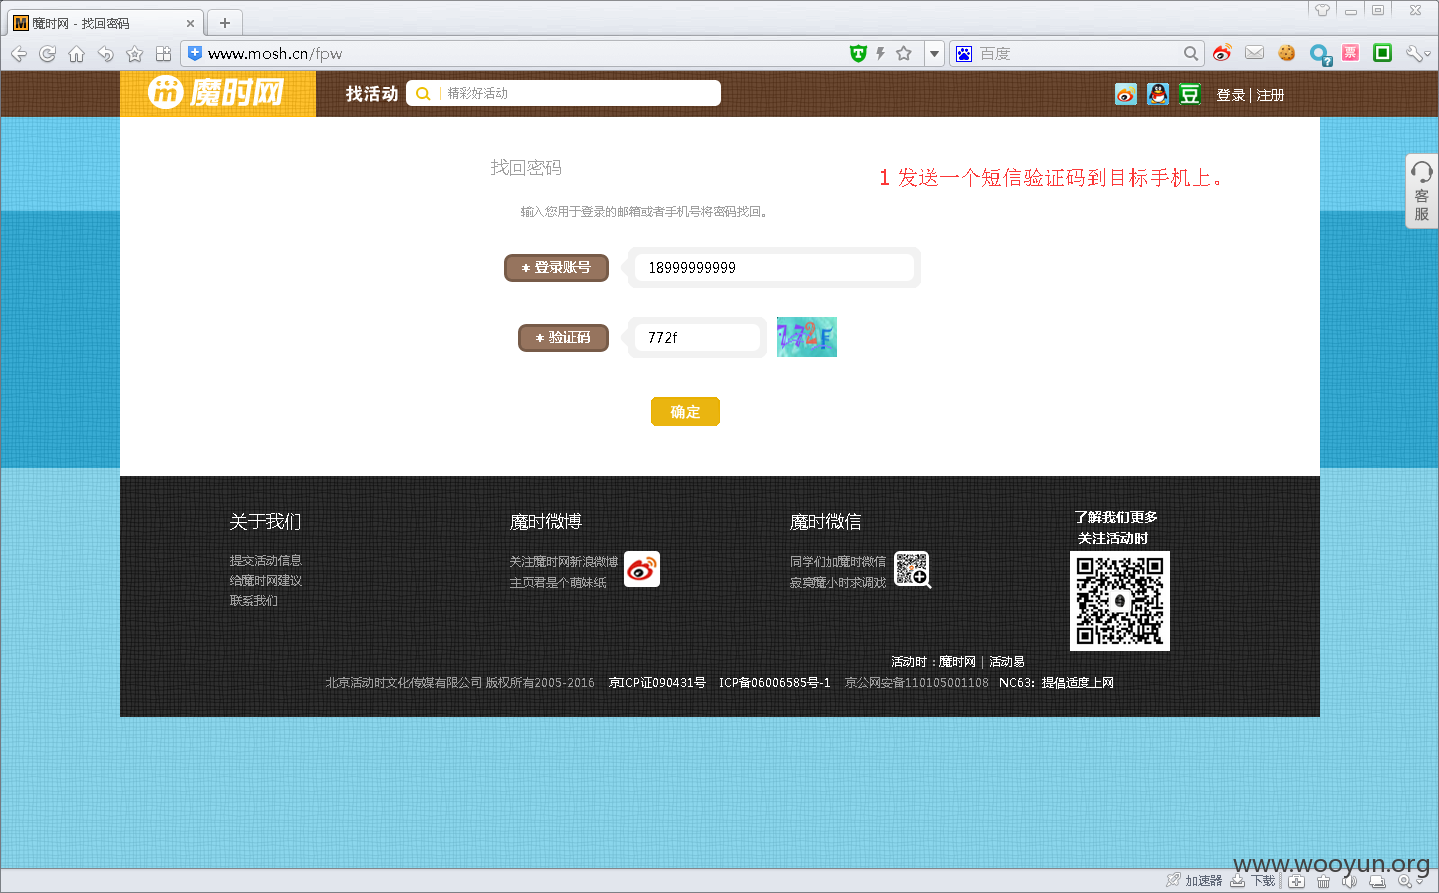 魔时网 - 找回密码
www.mosh.cn/fpw
百度
票
魔时网
找活动
精彩好活动
豆
登录 | 注册
找回密码
1 发送一个短信验证码到目标手机上。
客服
输入您用于登录的邮箱或者手机号将密码找回。
* 登录账号
18999999999
* 验证码
772f
772F
确定
关于我们
提交活动信息
给魔时网建议
联系我们
魔时微博
关注魔时网新浪微博
主页君是个萌妹纸
魔时微信
同学们加魔时微信
寂寞魔小时求调戏
了解我们更多
关注活动时
活动时：魔时网 | 活动易
北京活动时文化传媒有限公司 版权所有2005-2016 京ICP证090431号 ICP备06006585号-1 京公网安备110105001108 NC63: 提倡适度上网
www.wooyun.org
加速器
下载